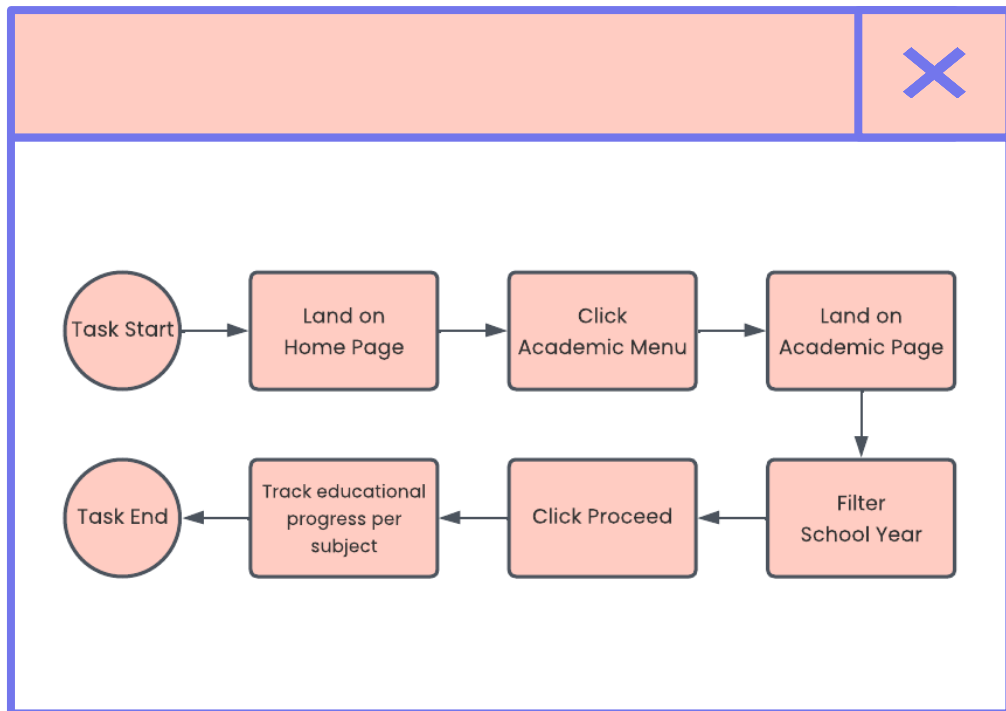 Task Start
Land on
Home Page
Click
Academic Menu
Land on
Academic Page
Filter
School Year
Click Proceed
Track educational
progress per
subject
Task End